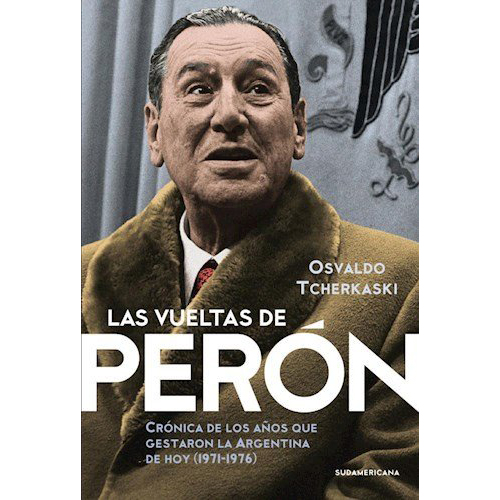 OSVALDO
TCHERKASKI
LAS VUELTAS DE
PERÓN
CRÓNICA DE LOS AÑOS QUE
GESTARON LA ARGENTINA
DE HOY (1971-1976)
SUDAMERICANA